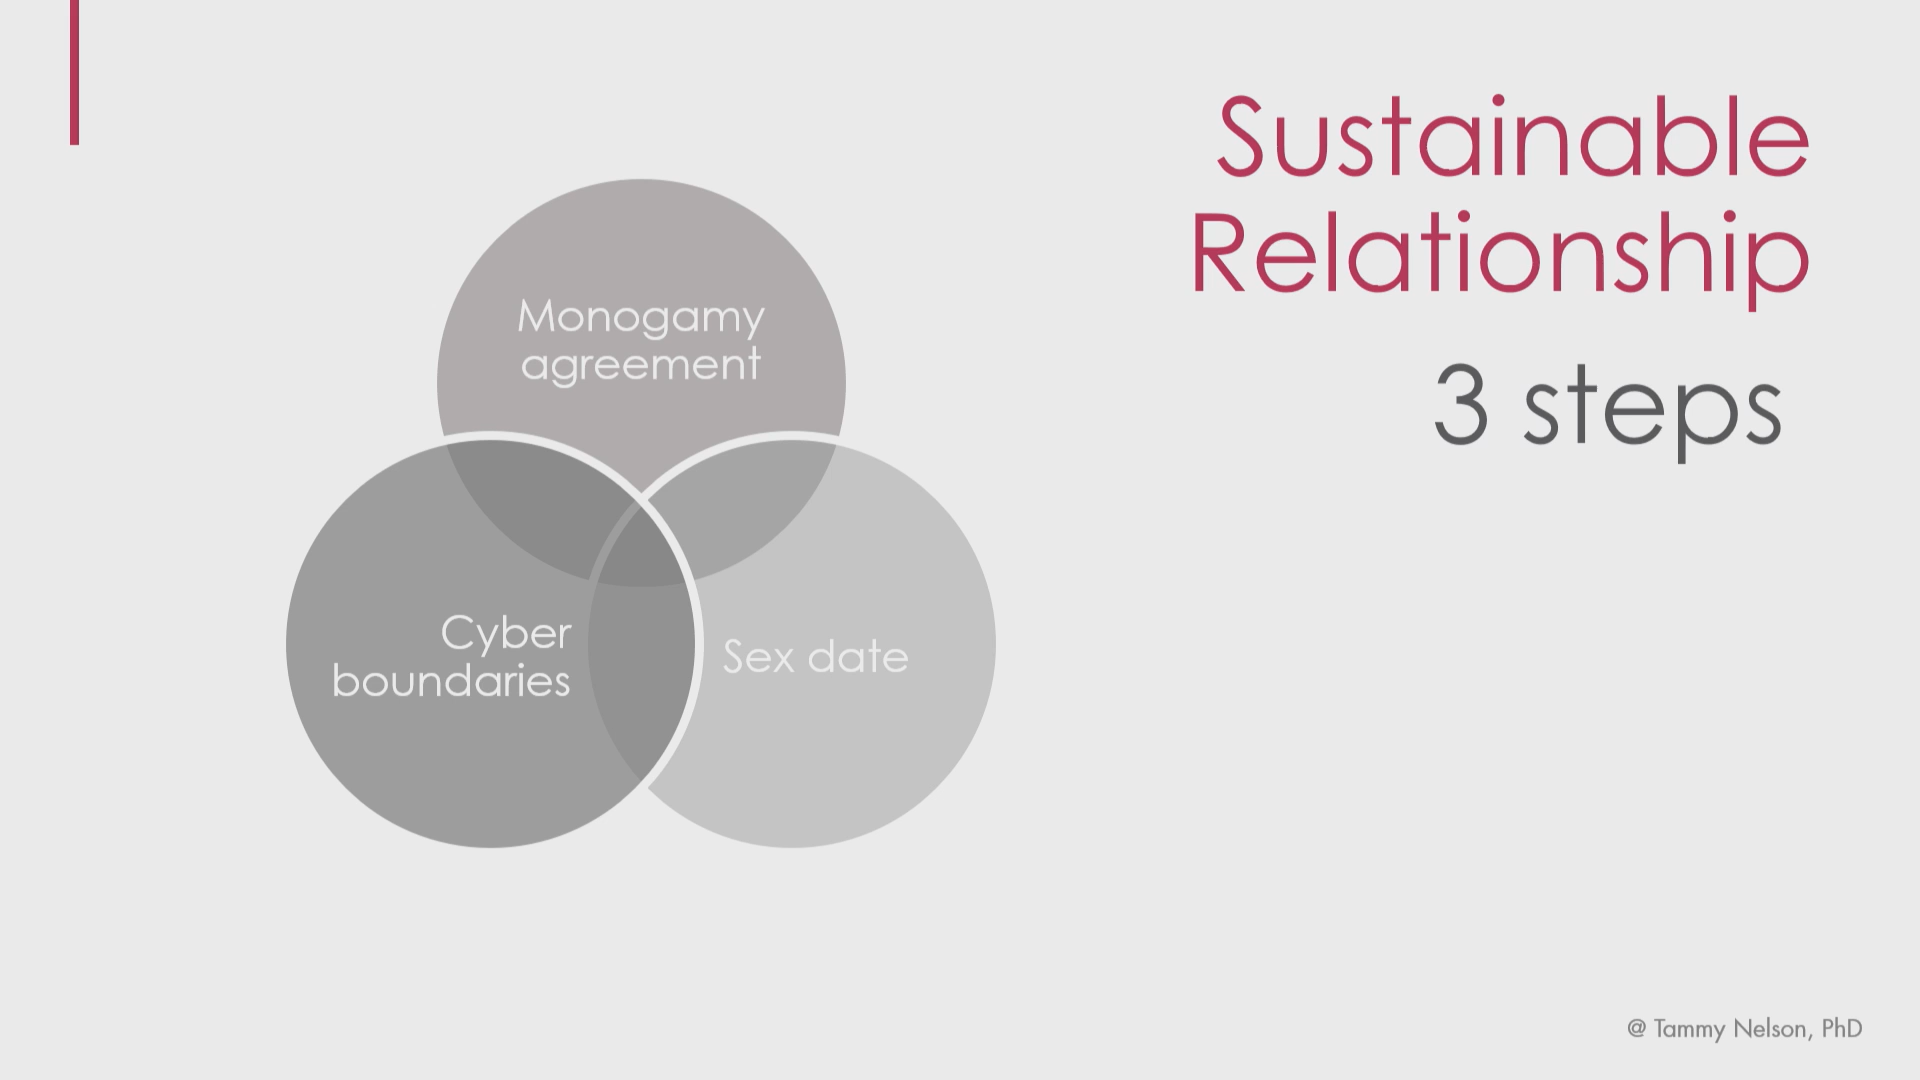 Sustainable
Relationship
3 steps
Monogamy
agreement
Cyber
boundaries
Sex date
@ Tammy Nelson, PhD